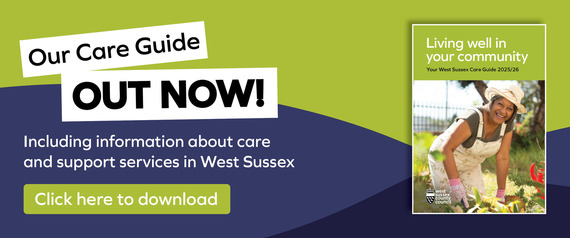 Our Care Guide
OUT NOW!
Including information about care
and support services in West Sussex
Click here to download
Living well in
your community
Your West Sussex Care Guide 2025/26
west
sussex
county
council